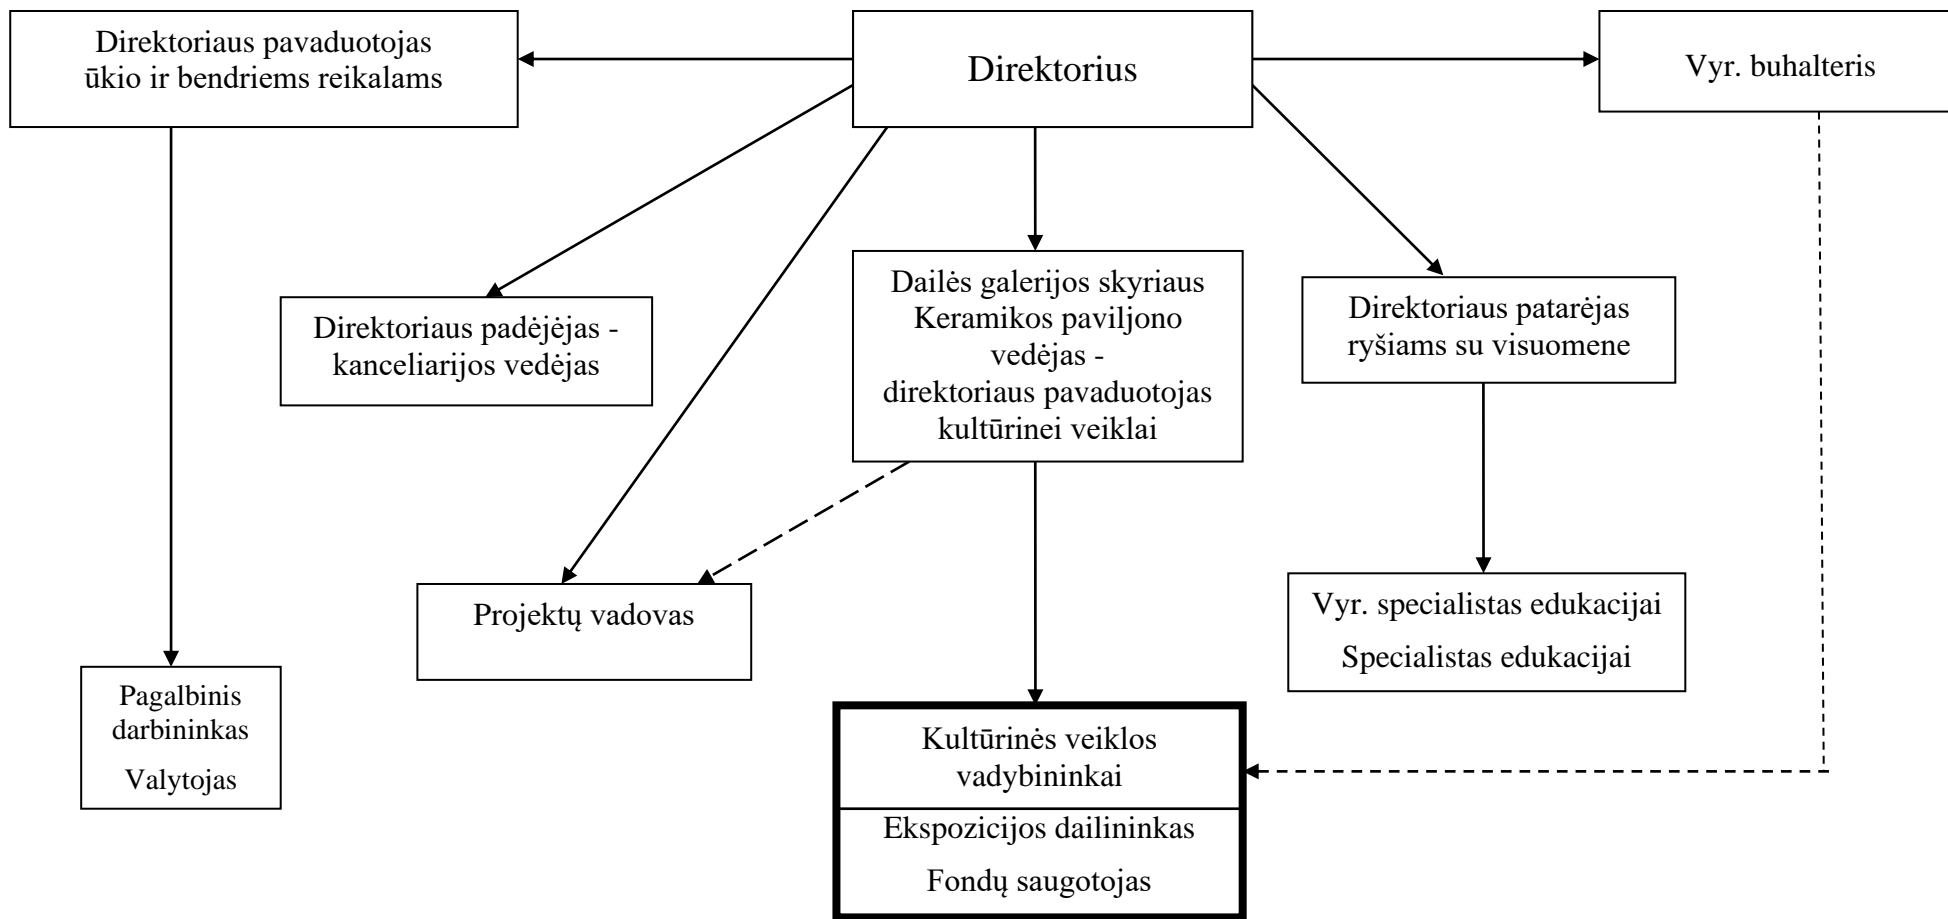 Direktoriaus pavaduotojas
ūkio ir bendriems reikalams
Direktorius
Vyr. buhalteris
Direktoriaus padėjėjas -
kanceliarijos vedėjas
Dailės galerijos skyriaus
Keramikos paviljono
vedėjas -
direktoriaus pavaduotojas
kultūrinei veiklai
Direktoriaus patarėjas
ryšiams su visuomene
Projektų vadovas
Vyr. specialistas edukacijai
Specialistas edukacijai
Pagalbinis
darbininkas
Valytojas
Kultūrinės veiklos
vadybininkai
Ekspozicijos dailininkas
Fondų saugotojas